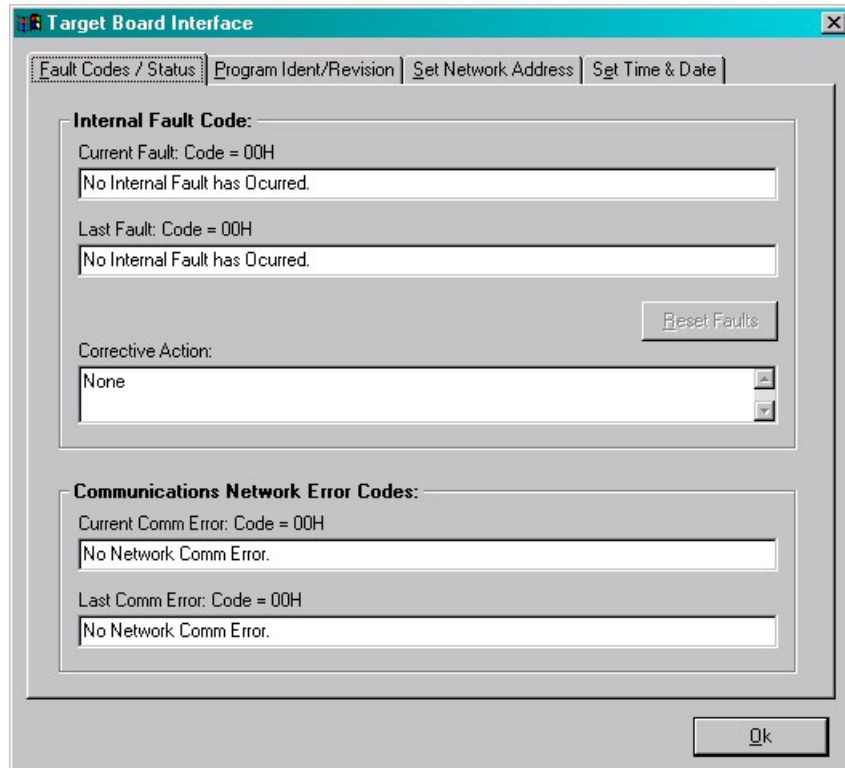 Target Board Interface
Fault Codes / Status Program Ident/Revision Set Network Address Set Time & Date
Internal Fault Code:
Current Fault: Code = 00H
No Internal Fault has Ocurred.
Last Fault: Code = 00H
No Internal Fault has Ocurred.
Reset Faults
Corrective Action:
None
Communications Network Error Codes:
Current Comm Error: Code = 00H
No Network Comm Error.
Last Comm Error: Code = 00H
No Network Comm Error.
Ok